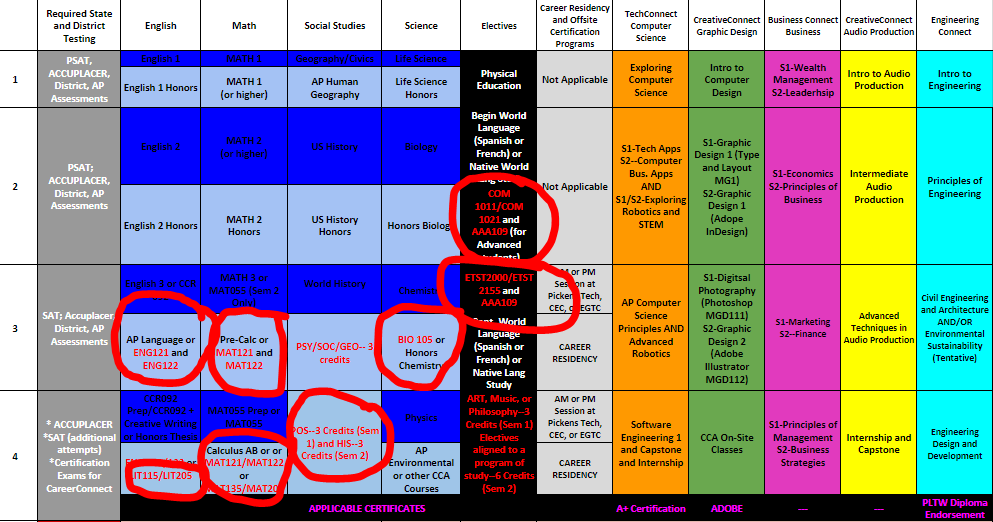 Required State
and District
Testing
English
Math
Social Studies
Science
Electives
Career Residency
and Offsite
Certification
Programs
TechConnect
Computer
Science
CreativeConnect
Graphic Design
Business Connect
Business
CreativeConnect
Audio Production
Engineering
Connect
1
PSAT,
ACCUPLACER,
District, AP
Assessments
English 1
MATH 1
Geography/Civics
Life Science
English 1 Honors
MATH 1
(or higher)
AP Human
Geography
Life Science
Honors
Physical
Education
Not Applicable
Exploring
Computer
Science
Intro to
Computer
Design
S1-Wealth
Management
S2-Leaderhsip
Intro to Audio
Production
Intro to
Engineering
2
PSAT;
ACCUPLACER,
District, AP
Assessments
English 2
MATH 2
(or higher)
US History
Biology
English 2 Honors
MATH 2
Honors
US History
Honors
Honors Biology
Begin World
Language
(Spanish or
French) or
Native World
COM
1011/COM
1021 and
AAA109 (for
Advanced
Students)
Not Applicable
S1-Tech Apps
S2--Computer
Bus. Apps
AND
S1/S2-Exploring
Robotics and
STEM
S1-Graphic
Design 1 (Type
and Layout
MG1)
S2-Graphic
Design 1
(Adope
InDesign)
S1-Economics
S2-Principles of
Business
Intermediate
Audio
Production
Principles of
Engineering
3
SAT; Accuplacer,
District, AP
Assessments
English 3 or CCR
MATH 3 or
MAT055 (Sem 2
Only)
World History
Chemistry
AP Language or
ENG121 and
ENG122
Pre-Calc or
MAT121 and
MAT122
PSY/SOC/GEO-- 3
credits
BIO 105 or
Honors
Chemistry
ETST2000/ETST
2155 and
AAA109
Cont. World
Language
(Spanish or
French) or
Native Lang
Study
AM or PM
Session at
Pickens Tech,
CEC, or EGTC
CAREER
RESIDENCY
AP Computer
Science
Principles AND
Advanced
Robotics
S1-Digitsal
Photography
(Photoshop
MGD111)
S2-Graphic
Design 2
(Adobe
Illustrator
MGD112)
S1-Marketing
S2--Finance
Advanced
Techniques in
Audio Production
Civil Engineering
and Architecture
AND/OR
Environmental
Sustainability
(Tentative)
4
* ACCUPLACER
*SAT (additional
attempts)
*Certification
Exams for
CareerConnect
CCR092
Prep/CCR092 +
Creative Writing
or Honors Thesis
MAT055 Prep or
MAT055
POS--3 Credits (Sem
1) and HIS--3
Credits (Sem 2)
Physics
or
LIT115/LIT205
Calculus AB or or
MAT121/MAT122
or
MAT135/MAT20
AP
Environmental
or other CCA
Courses
ART, Music, or
Philosophy--3
Credits (Sem 1)
Electives
aligned to a
program of
study--6 Credits
(Sem 2)
AM or PM
Session at
Pickens Tech,
CEC, or EGTC
CAREER
RESIDENCY
Software
Engineering 1
and Capstone
and Internship
CCA On-Site
Classes
S1-Principles of
Management
S2-Business
Strategies
Internship and
Capstone
Engineering
Design and
Development
APPLICABLE CERTIFICATES
A+ Certification
ADOBE
---
---
PLTW Diploma
Endorsement